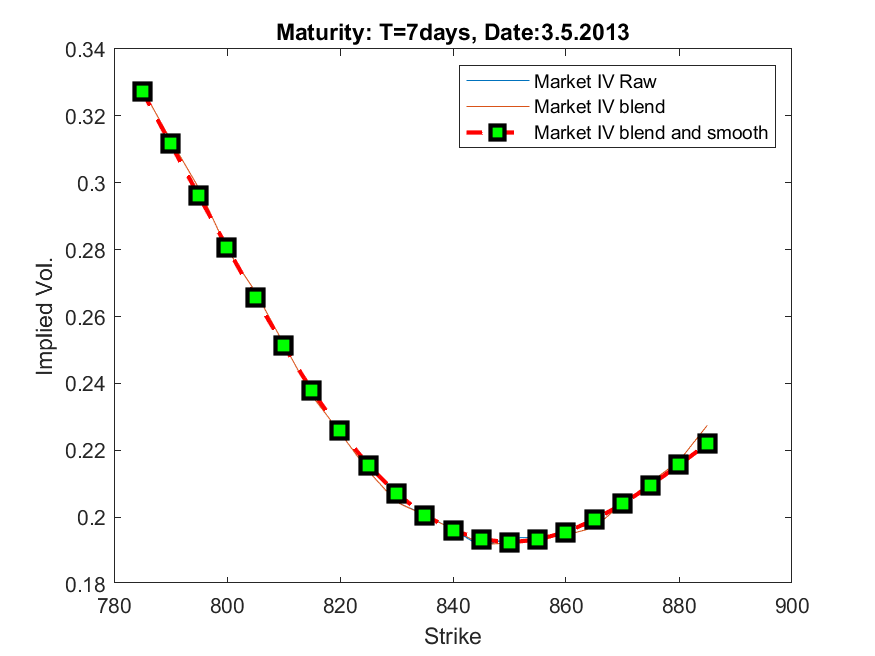 Maturity: T=7days, Date:3.5.2013
Market IV Raw
Market IV blend
Market IV blend and smooth
Implied Vol.
0.34
0.32
0.3
0.28
0.26
0.24
0.22
0.2
0.18
780 800 820 840 860 880 900
Strike